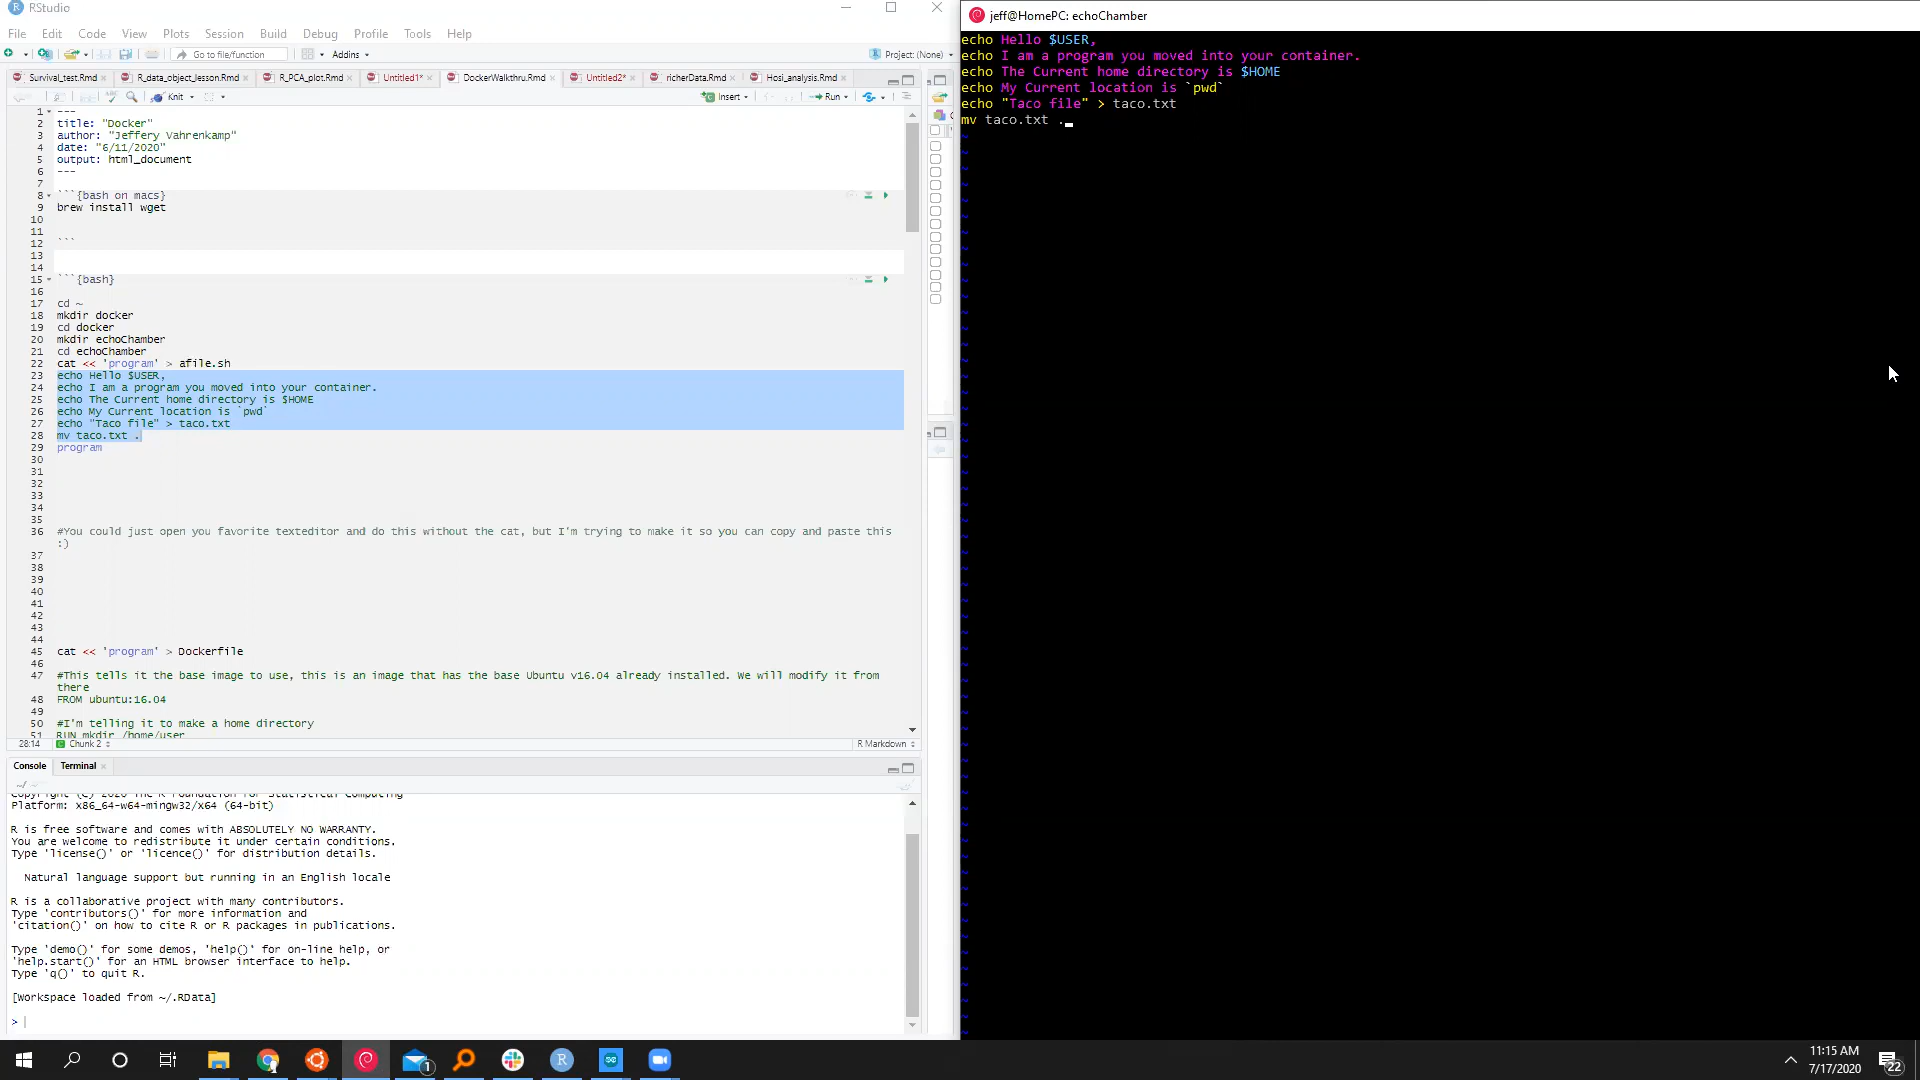 RStudio
File Edit Code View Plots Session Build Debug Profile Tools Help
Go to file/function
Addins
Project: (None)
Survival_test.Rmd
R_data_object_lesson.Rmd
R_PCA_plot.Rmd
Untitled1*
DockerWalkthru.Rmd
Untitled2*
richerData.Rmd
Hosi_analysis.Rmd
Knit
Insert
Run
1 ---
2 title: "Docker"
3 author: "Jeffery Vahrenkamp"
4 date: "6/11/2020"
5 output: html_document
6 ---
7
8 ```{bash on macs}
9 brew install wget
10
11
12 ```
13
14
15 ```{bash}
16
17 cd ~
18 mkdir docker
19 cd docker
20 mkdir echoChamber
21 cd echoChamber
22 cat << 'program' > afile.sh
23 echo Hello $USER,
24 echo I am a program you moved into your container.
25 echo The Current home directory is $HOME
26 echo My Current location is `pwd`
27 echo "Taco file" > taco.txt
28 mv taco.txt .
29 program
30
31
32
33
34
35
36 #You could just open you favorite texteditor and do this without the cat, but I'm trying to make it so you can copy and paste this
:)
37
38
39
40
41
42
43
44
45 cat << 'program' > Dockerfile
46
47 #This tells it the base image to use, this is an image that has the base Ubuntu v16.04 already installed. We will modify it from
there
48 FROM ubuntu:16.04
49
50 #I'm telling it to make a home directory
51 RUN mkdir /home/user
28:14 Chunk 2 R Markdown
Console Terminal
~/
Copyright (C) 2020 The R Foundation for Statistical Computing
Platform: x86_64-w64-mingw32/x64 (64-bit)
R is free software and comes with ABSOLUTELY NO WARRANTY.
You are welcome to redistribute it under certain conditions.
Type 'license()' or 'licence()' for distribution details.
Natural language support but running in an English locale
R is a collaborative project with many contributors.
Type 'contributors()' for more information and
'citation()' on how to cite R or R packages in publications.
Type 'demo()' for some demos, 'help()' for on-line help, or
'help.start()' for an HTML browser interface to help.
Type 'q()' to quit R.
[Workspace loaded from ~/.RData]
>
jeff@HomePC: echoChamber
echo Hello $USER,
echo I am a program you moved into your container.
echo The Current home directory is $HOME
echo My Current location is `pwd`
echo "Taco file" > taco.txt
mv taco.txt .
11:15 AM
7/17/2020
1
22